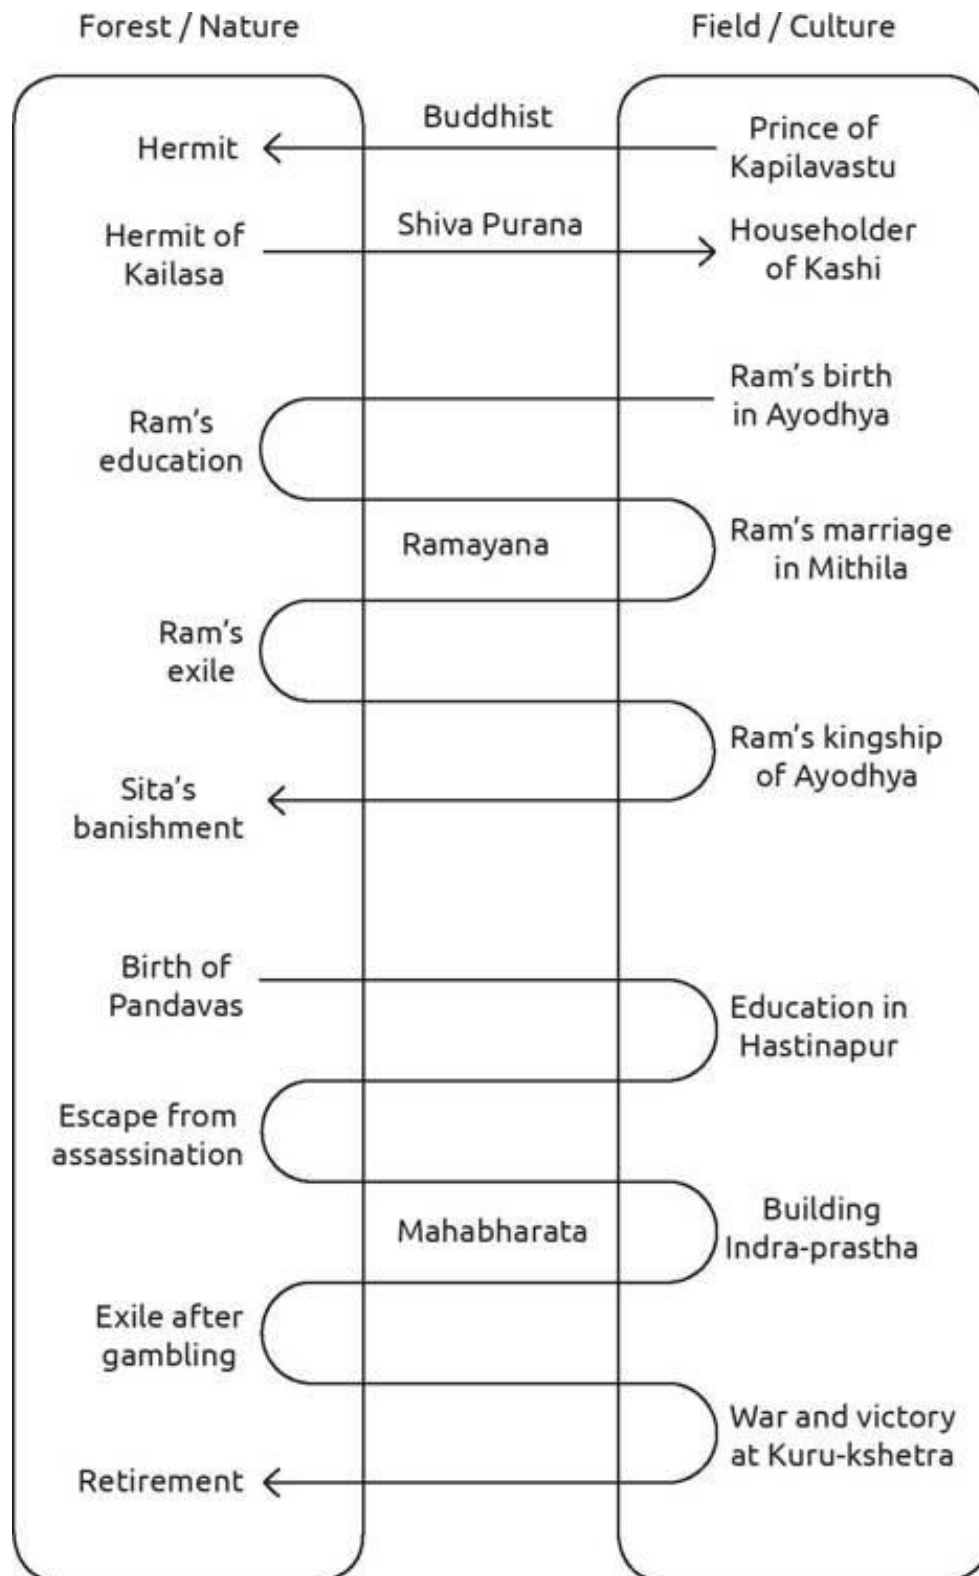 Forest / Nature
Field / Culture
Buddhist
Hermit
Prince of
Kapilavastu
Shiva Purana
Hermit of
Kailasa
Householder
of Kashi
Ram's birth
in Ayodhya
Ram's
education
Ramayana
Ram's marriage
in Mithila
Ram's
exile
Ram's kingship
of Ayodhya
Sita's
banishment
Birth of
Pandavas
Education in
Hastinapur
Escape from
assassination
Mahabharata
Building
Indra-prastha
Exile after
gambling
War and victory
at Kuru-kshetra
Retirement